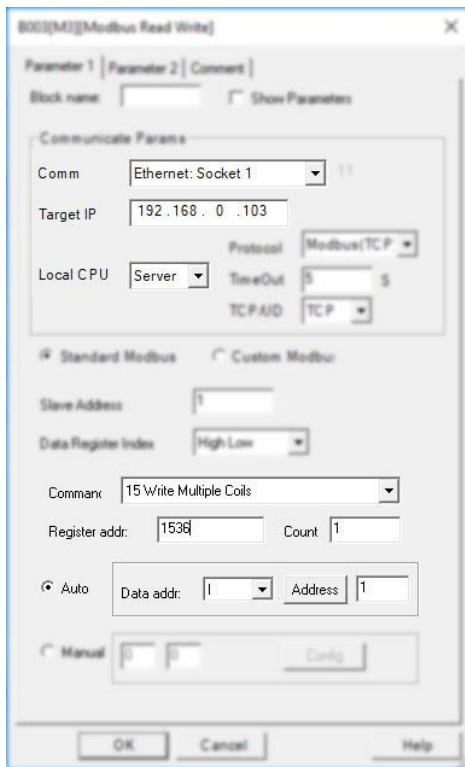 B003[M3][Modbus Read Write]
Parameter 1 Parameter 2 Comment
Block name: Show Parameters
Communicate Params
Comm Ethernet: Socket 1 11
Target IP 192 . 168 . 0 . 103
Protocol Modbus(TCP
Local CPU Server TimeOut 5 S
TCP/UD TCP
Standard Modbus Custom Modbus
Slave Address 1
Data Register Index High Low
Command 15 Write Multiple Coils
Register addr: 1536 Count 1
Auto Data addr: I Address 1
Manual 0 0 Config
OK Cancel Help